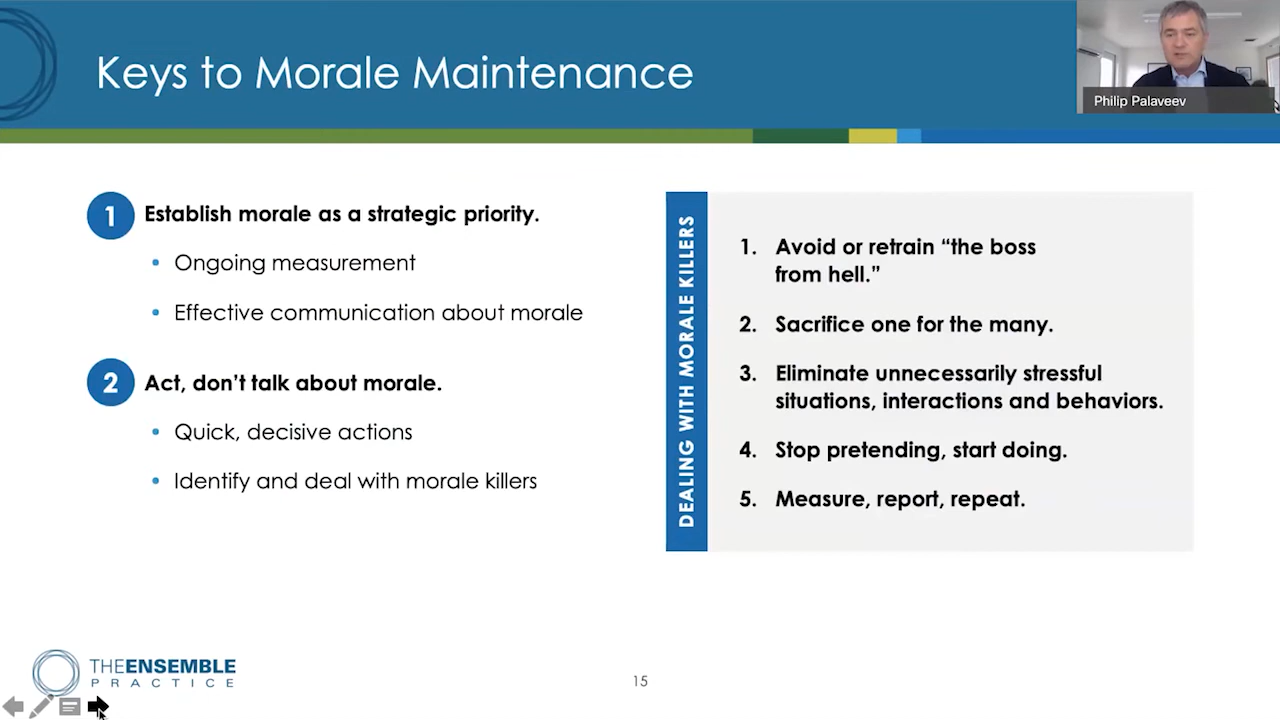 Keys to Morale Maintenance
Philip Palaveev
1
Establish morale as a strategic priority.
• Ongoing measurement
• Effective communication about morale
2
Act, don’t talk about morale.
• Quick, decisive actions
• Identify and deal with morale killers
DEALING WITH MORALE KILLERS
1. Avoid or retrain “the boss
from hell.”
2. Sacrifice one for the many.
3. Eliminate unnecessarily stressful
situations, interactions and behaviors.
4. Stop pretending, start doing.
5. Measure, report, repeat.
THEENSEMBLE
PRACTICE
15